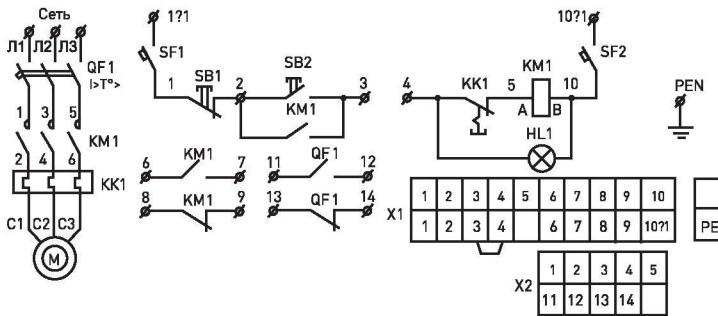 Сеть
Л1 Л2 Л3
QF1
I>T°>
1 3 5
KM1
2 4 6
KK1
C1 C2 C3
M
1?1
SF1
1 SB1 2 SB2 3
KM1
6 KM1 7 11 QF1 12
8 KM1 9 13 QF1 14
10?1
SF2
4 KK1 5 KM1 10
A B
HL1
PEN
X1
1 2 3 4 5 6 7 8 9 10
1 2 3 4 6 7 8 9 10?1
PE
X2
1 2 3 4 5
11 12 13 14